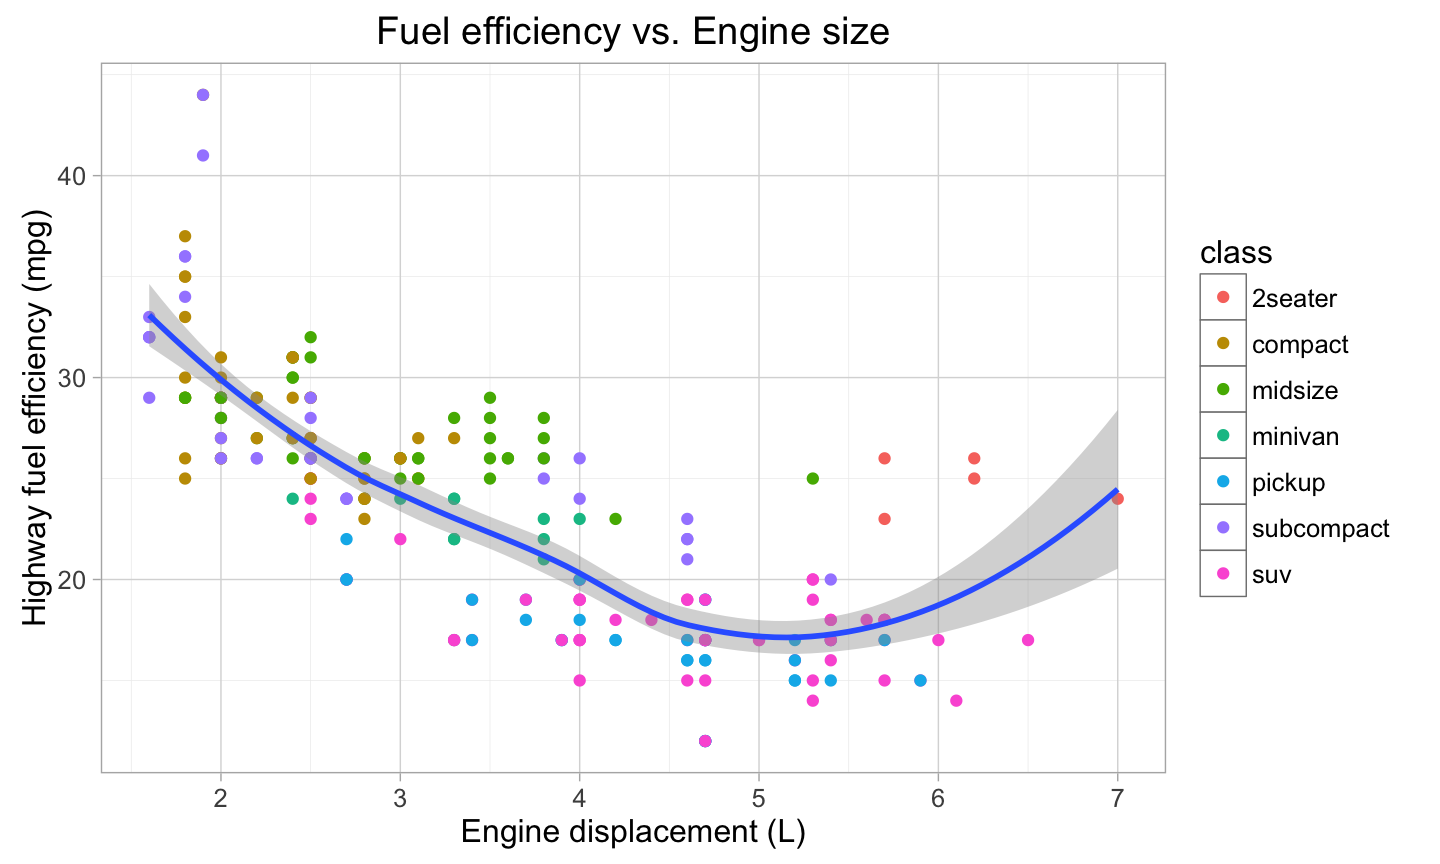 Fuel efficiency vs. Engine size
Highway fuel efficiency (mpg)
40
30
20
2 3 4 5 6 7
Engine displacement (L)
class
2seater
compact
midsize
minivan
pickup
subcompact
suv